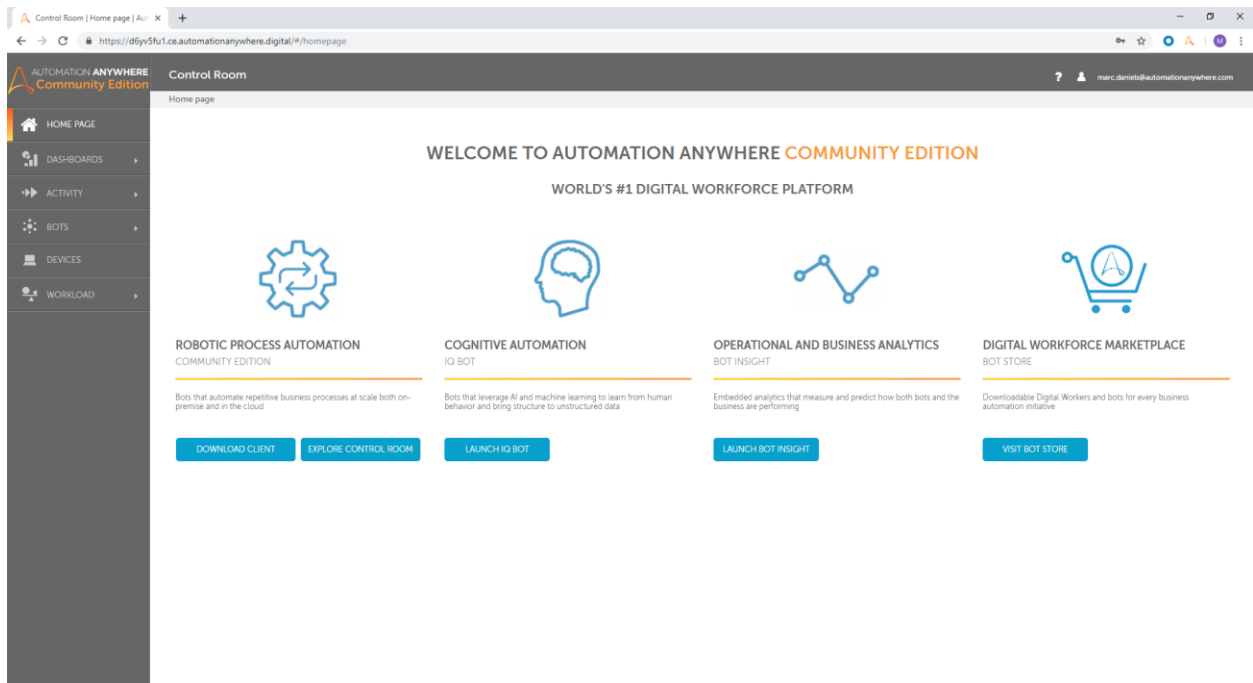 Control Room | Home page | Aut
https://d6yv5fu1.ce.automationanywhere.digital/#/homepage
M
AUTOMATION ANYWHERE
Community Edition
Control Room
?
marc.daniels@automationanywhere.com
Home page
HOME PAGE
DASHBOARDS
ACTIVITY
BOTS
DEVICES
WORKLOAD
WELCOME TO AUTOMATION ANYWHERE COMMUNITY EDITION
WORLD'S #1 DIGITAL WORKFORCE PLATFORM
ROBOTIC PROCESS AUTOMATION
COMMUNITY EDITION
Bots that automate repetitive business processes at scale both on-
premise and in the cloud
DOWNLOAD CLIENT
EXPLORE CONTROL ROOM
COGNITIVE AUTOMATION
IQ BOT
Bots that leverage AI and machine learning to learn from human
behavior and bring structure to unstructured data
LAUNCH IQ BOT
OPERATIONAL AND BUSINESS ANALYTICS
BOT INSIGHT
Embedded analytics that measure and predict how both bots and the
business are performing
LAUNCH BOT INSIGHT
DIGITAL WORKFORCE MARKETPLACE
BOT STORE
Downloadable Digital Workers and bots for every business
automation initiative
VISIT BOT STORE